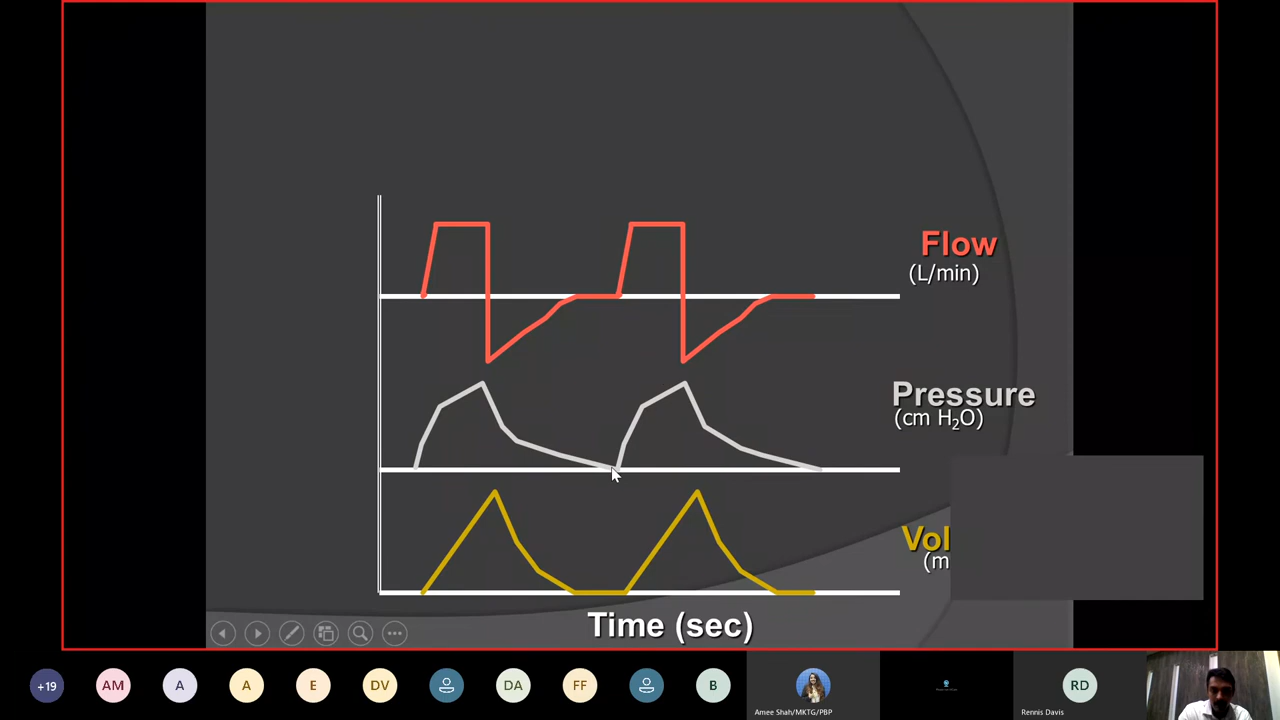 Flow
(L/min)
Pressure
(cm H2O)
Vol
(m
Time (sec)
+19
AM
A
A
E
DV
DA
FF
B
RD
Amee Shah/MKTG/PBP
Rennis Davis